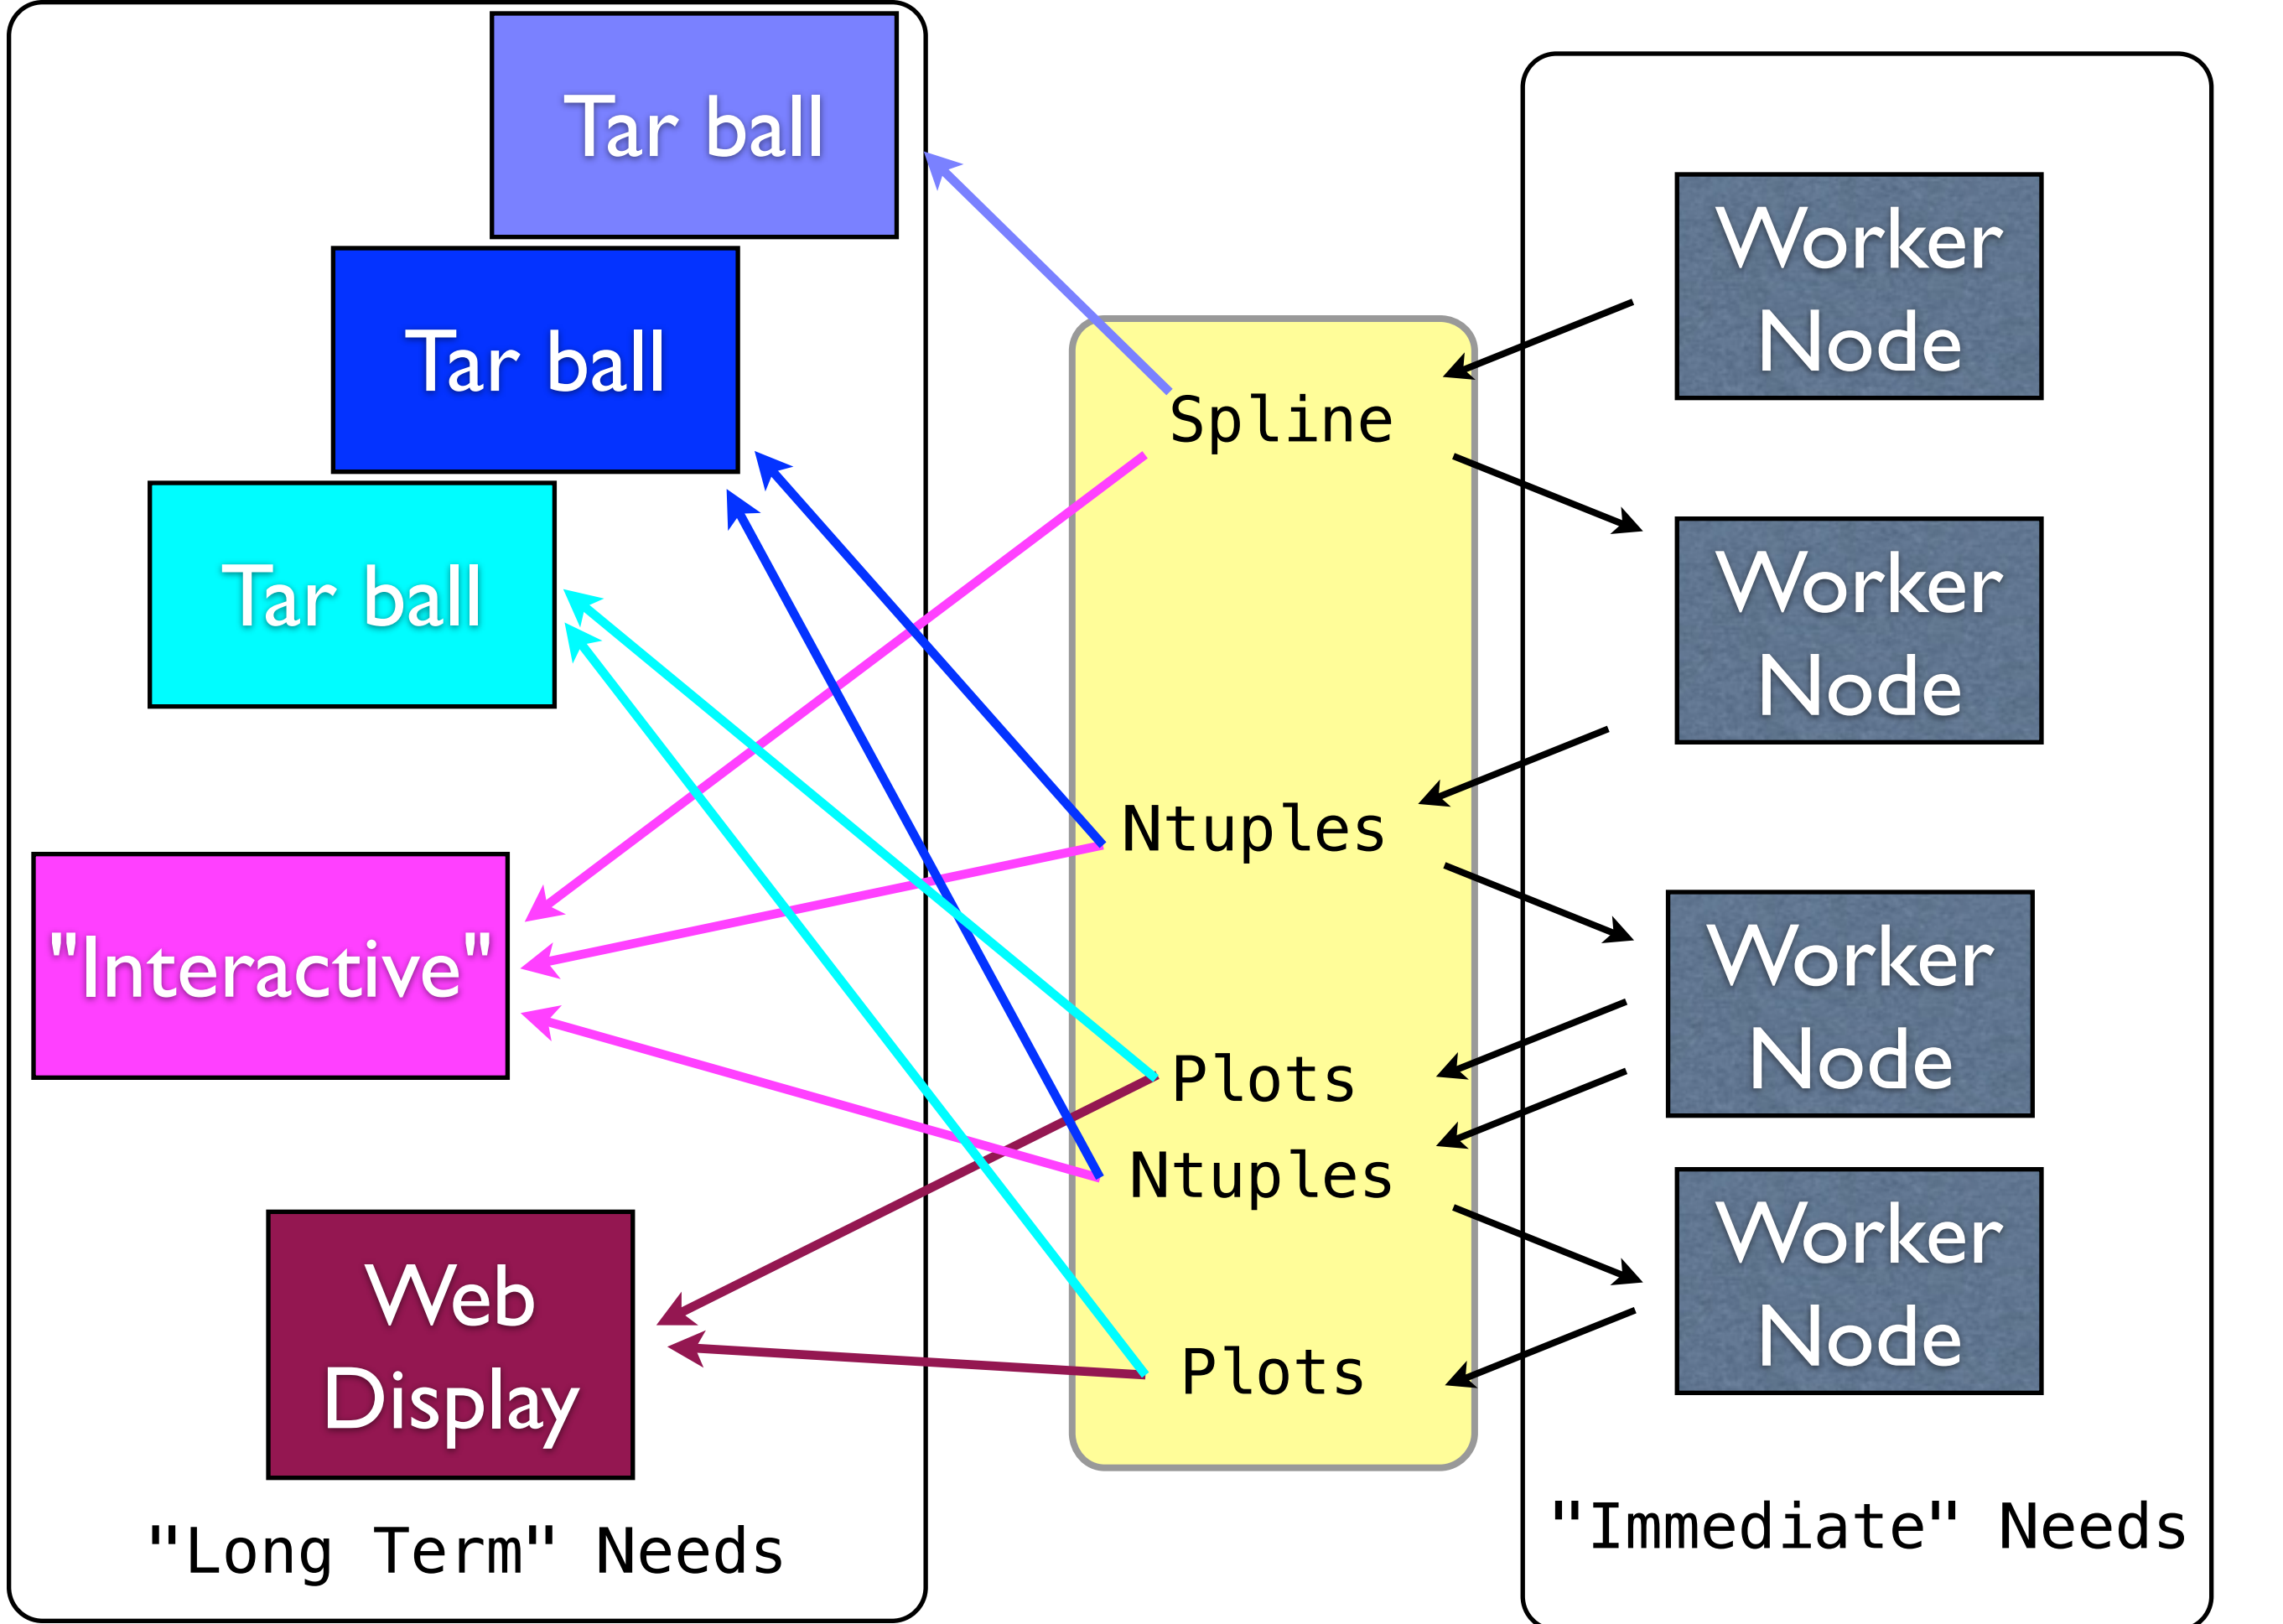 Tar ball
Tar ball
Tar ball
"Interactive"
Web
Display
"Long Term" Needs
Spline
Ntuples
Plots
Ntuples
Plots
Worker
Node
Worker
Node
Worker
Node
Worker
Node
"Immediate" Needs